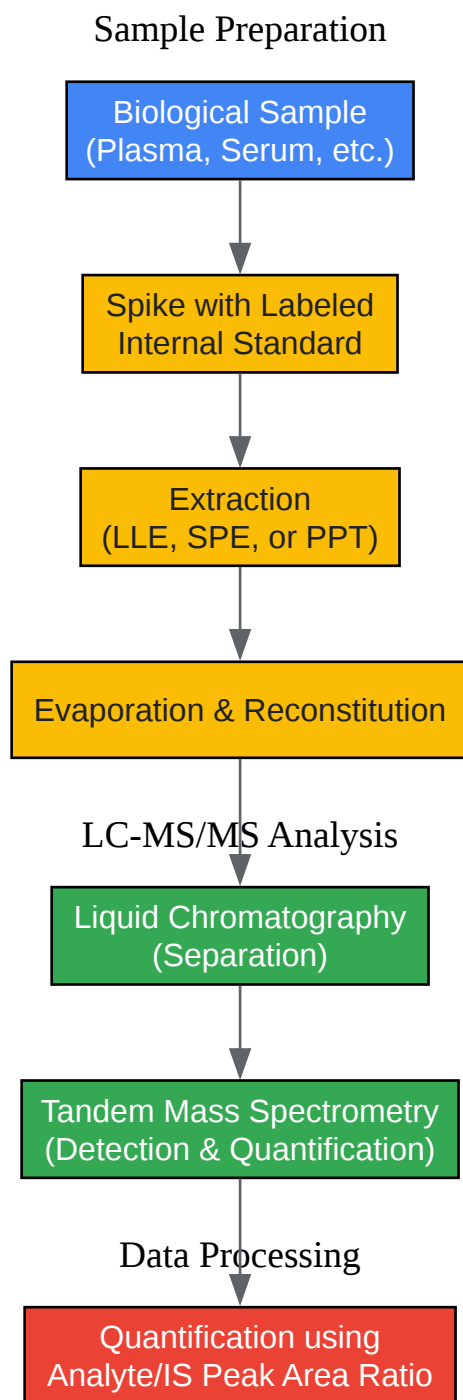 Sample Preparation
Biological Sample
(Plasma, Serum, etc.)
Spike with Labeled
Internal Standard
Extraction
(LLE, SPE, or PPT)
Evaporation & Reconstitution
LC-MS/MS Analysis
Liquid Chromatography
(Separation)
Tandem Mass Spectrometry
(Detection & Quantification)
Data Processing
Quantification using
Analyte/IS Peak Area Ratio